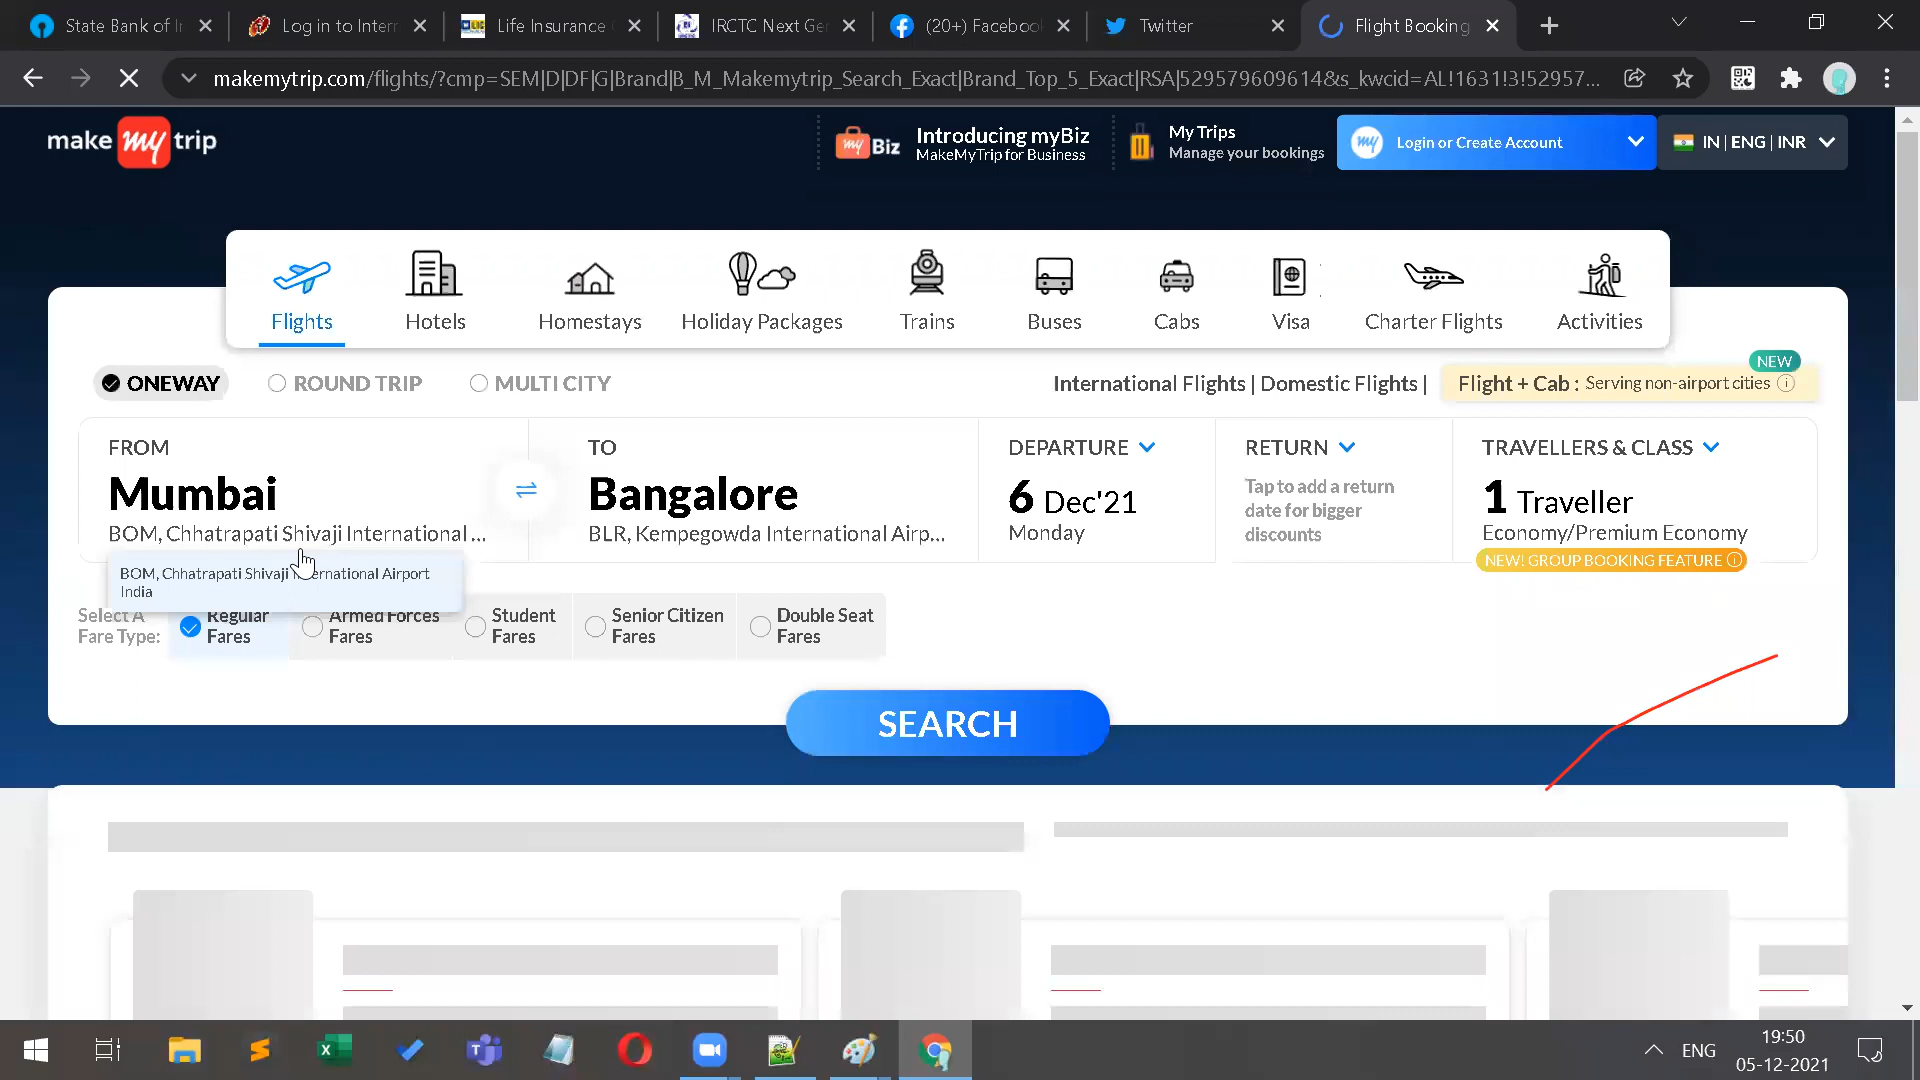 State Bank of I
Log in to Intern
Life Insurance
IRCTC Next Ger
(20+) Facebook
Twitter
Flight Booking
makemytrip.com/flights/?cmp=SEM|D|DF|G|Brand|B_M_Makemytrip_Search_Exact|Brand_Top_5_Exact|RSA|529579609614&s_kwcid=AL!1631!3!52957...
make my trip
my Biz
Introducing myBiz
MakeMyTrip for Business
My Trips
Manage your bookings
my
Login or Create Account
IN | ENG | INR
Flights
Hotels
Homestays
Holiday Packages
Trains
Buses
Cabs
Visa
Charter Flights
Activities
ONEWAY
ROUND TRIP
MULTI CITY
International Flights | Domestic Flights |
NEW
Flight + Cab : Serving non-airport cities
FROM
Mumbai
BOM, Chhatrapati Shivaji International ...
TO
Bangalore
BLR, Kempegowda International Airp...
DEPARTURE
6 Dec'21
Monday
RETURN
Tap to add a return
date for bigger
discounts
TRAVELLERS & CLASS
1 Traveller
Economy/Premium Economy
NEW! GROUP BOOKING FEATURE
BOM, Chhatrapati Shivaji International Airport
India
Select A
Fare Type:
Regular
Fares
Armed Forces
Fares
Student
Fares
Senior Citizen
Fares
Double Seat
Fares
SEARCH
ENG
19:50
05-12-2021